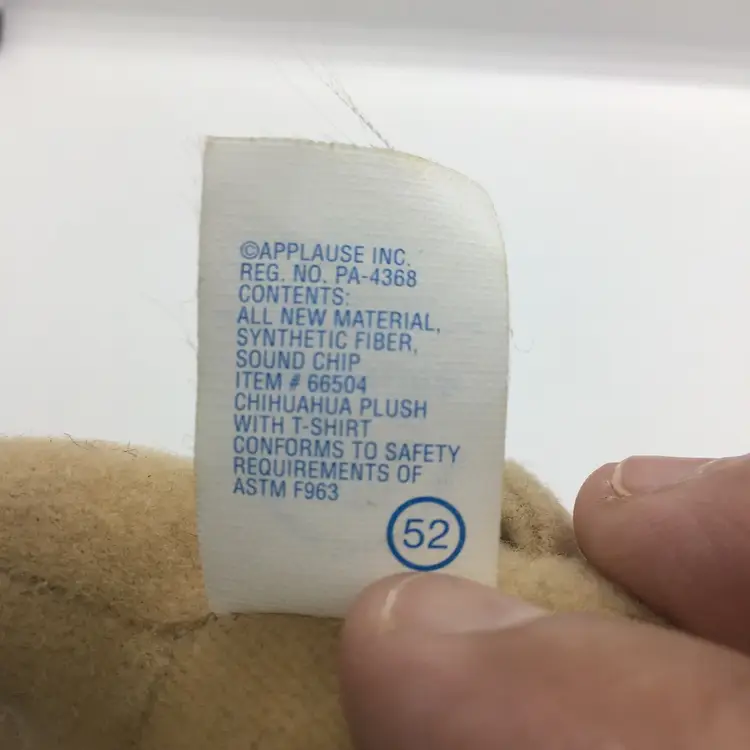 ©APPLAUSE INC.
REG. NO. PA-4368
CONTENTS:
ALL NEW MATERIAL,
SYNTHETIC FIBER,
SOUND CHIP
ITEM # 66504
CHIHUAHUA PLUSH
WITH T-SHIRT
CONFORMS TO SAFETY
REQUIREMENTS OF
ASTM F963
52